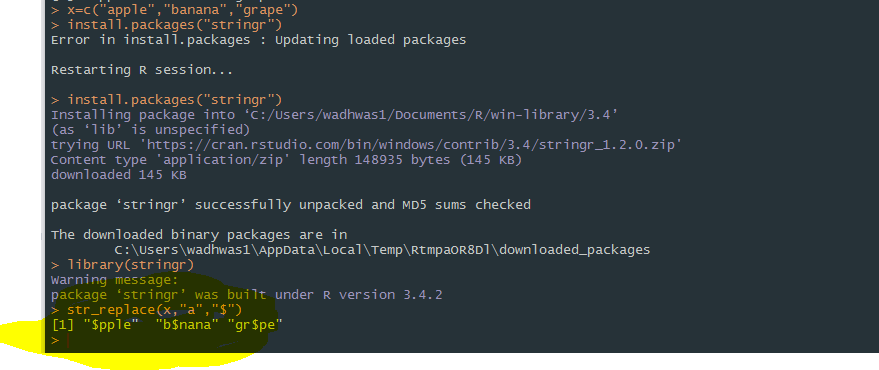 > x=c("apple","banana","grape")
> install.packages("stringr")
Error in install.packages : Updating loaded packages
Restarting R session...
> install.packages("stringr")
Installing package into ‘C:/Users/wadhwas1/Documents/R/win-library/3.4’
(as ‘lib’ is unspecified)
trying URL 'https://cran.rstudio.com/bin/windows/contrib/3.4/stringr_1.2.0.zip'
Content type 'application/zip' length 148935 bytes (145 KB)
downloaded 145 KB
package ‘stringr’ successfully unpacked and MD5 sums checked
The downloaded binary packages are in
C:\Users\wadhwas1\AppData\Local\Temp\RtmpaOR8Dl\downloaded_packages
> library(stringr)
Warning message:
package ‘stringr’ was built under R version 3.4.2
> str_replace(x,"a","$")
[1] "$pple"  "b$nana" "gr$pe"
>